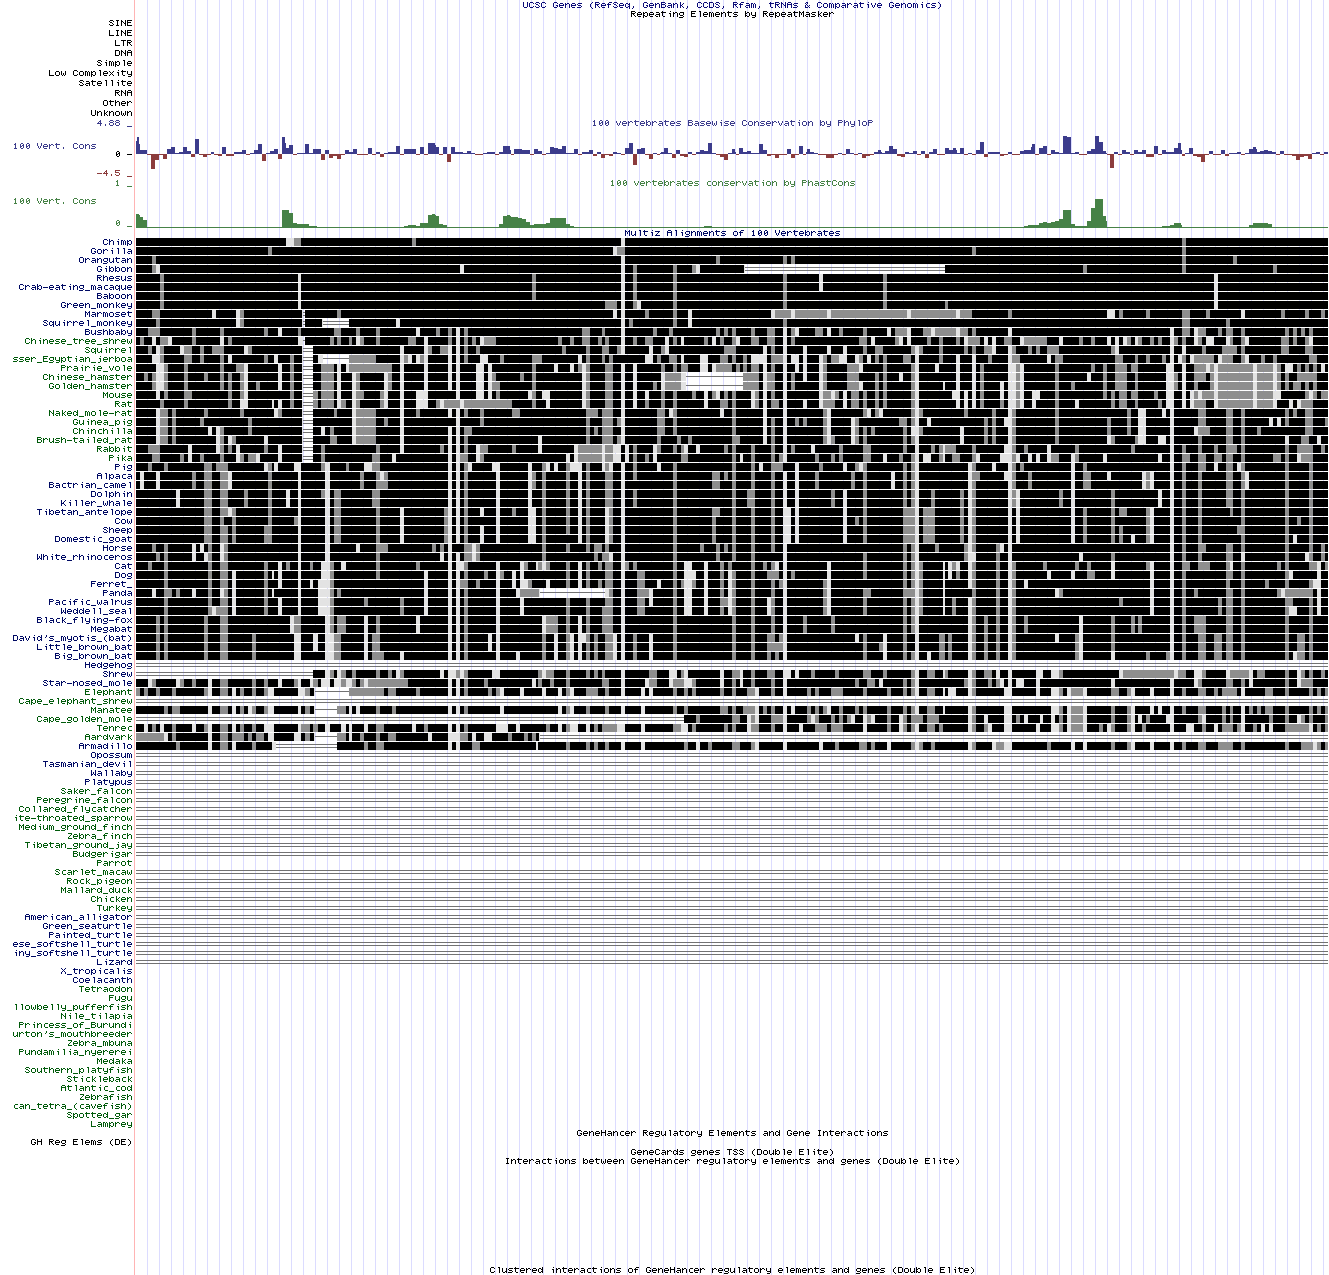 UCSC Genes (RefSeq, GenBank, CCDS, Rfam, tRNAs & Comparative Genomics)
Repeating Elements by RepeatMasker
SINE
LINE
LTR
DNA
Simple
Low Complexity
Satellite
RNA
Other
Unknown
100 vertebrates Basewise Conservation by PhyloP
4.88 _
100 Vert. Cons
0 _
-4.5 _
100 vertebrates conservation by PhastCons
1 _
100 Vert. Cons
0 _
Multiz Alignments of 100 Vertebrates
Chimp
Gorilla
Orangutan
Gibbon
Rhesus
Crab-eating_macaque
Baboon
Green_monkey
Marmoset
Squirrel_monkey
Bushbaby
Chinese_tree_shrew
Squirrel
sser_Egyptian_jerboa
Prairie_vole
Chinese_hamster
Golden_hamster
Mouse
Rat
Naked_mole-rat
Guinea_pig
Chinchilla
Brush-tailed_rat
Rabbit
Pika
Pig
Alpaca
Bactrian_camel
Dolphin
Killer_whale
Tibetan_antelope
Cow
Sheep
Domestic_goat
Horse
White_rhinoceros
Cat
Dog
Ferret_
Panda
Pacific_walrus
Weddell_seal
Black_flying-fox
Megabat
David's_myotis_(bat)
Little_brown_bat
Big_brown_bat
Hedgehog
Shrew
Star-nosed_mole
Elephant
Cape_elephant_shrew
Manatee
Cape_golden_mole
Tenrec
Aardvark
Armadillo
Opossum
Tasmanian_devil
Wallaby
Platypus
Saker_falcon
Peregrine_falcon
Collared_flycatcher
ite-throated_sparrow
Medium_ground_finch
Zebra_finch
Tibetan_ground_jay
Budgerigar
Parrot
Scarlet_macaw
Rock_pigeon
Mallard_duck
Chicken
Turkey
American_alligator
Green_seaturtle
Painted_turtle
ese_softshell_turtle
iny_softshell_turtle
Lizard
X_tropicalis
Coelacanth
Tetraodon
Fugu
llowbelly_pufferfish
Nile_tilapia
Princess_of_Burundi
urton's_mouthbreeder
Zebra_mbuna
Pundamilia_nyererei
Medaka
Southern_platyfish
Stickleback
Atlantic_cod
Zebrafish
can_tetra_(cavefish)
Spotted_gar
Lamprey
GeneHancer Regulatory Elements and Gene Interactions
GH Reg Elems (DE)
GeneCards genes TSS (Double Elite)
Interactions between GeneHancer regulatory elements and genes (Double Elite)
Clustered interactions of GeneHancer regulatory elements and genes (Double Elite)